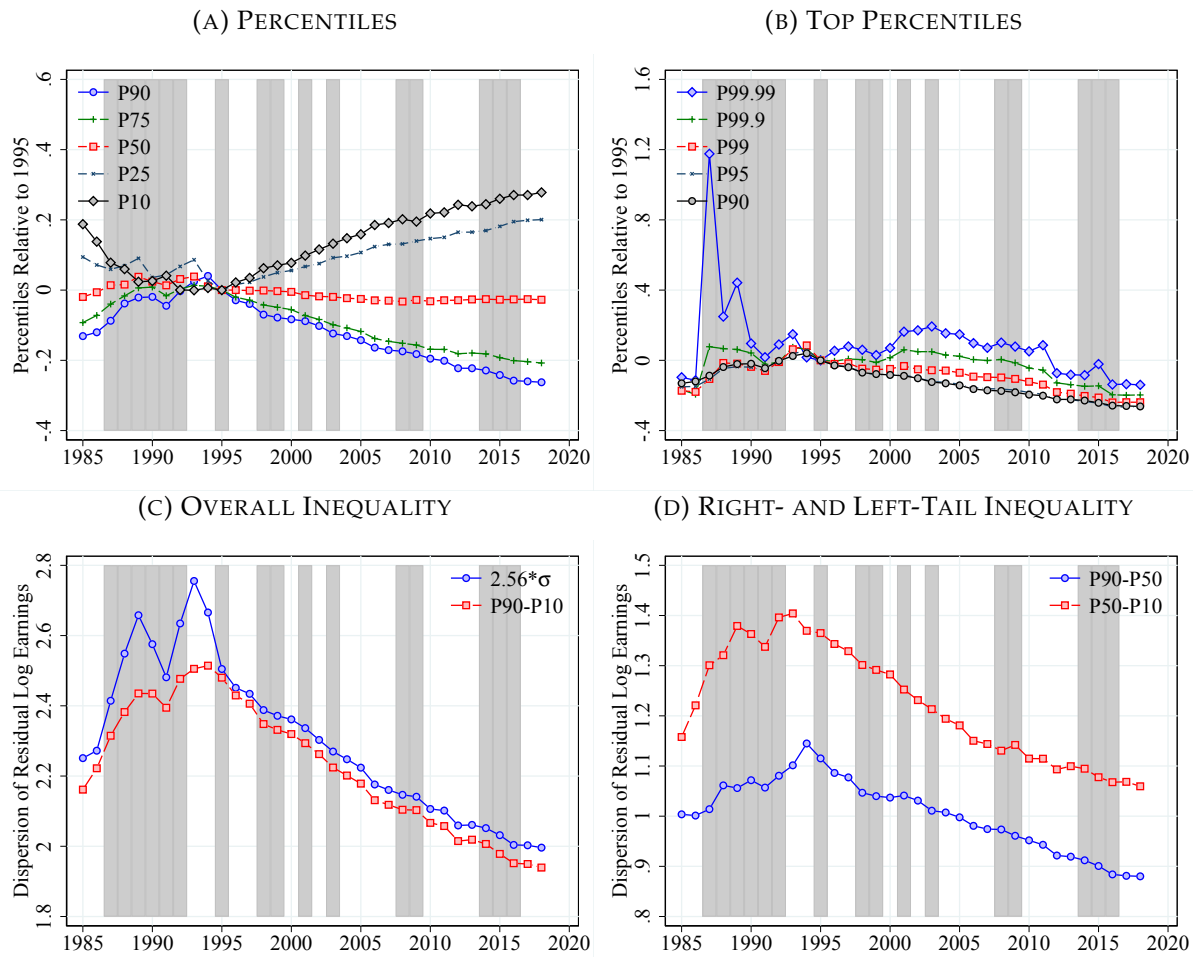 (A) PERCENTILES
Percentiles Relative to 1995
.6
.4
.2
0
-.2
-.4
P90
P75
P50
P25
P10
1985 1990 1995 2000 2005 2010 2015 2020
(B) TOP PERCENTILES
Percentiles Relative to 1995
1.6
1.2
.8
.4
0
-.4
P99.99
P99.9
P99
P95
P90
1985 1990 1995 2000 2005 2010 2015 2020
(C) OVERALL INEQUALITY
Dispersion of Residual Log Earnings
2.8
2.6
2.4
2.2
2
1.8
2.56*σ
P90-P10
1985 1990 1995 2000 2005 2010 2015 2020
(D) RIGHT- AND LEFT-TAIL INEQUALITY
Dispersion of Residual Log Earnings
1.5
1.4
1.3
1.2
1.1
1
.9
.8
P90-P50
P50-P10
1985 1990 1995 2000 2005 2010 2015 2020